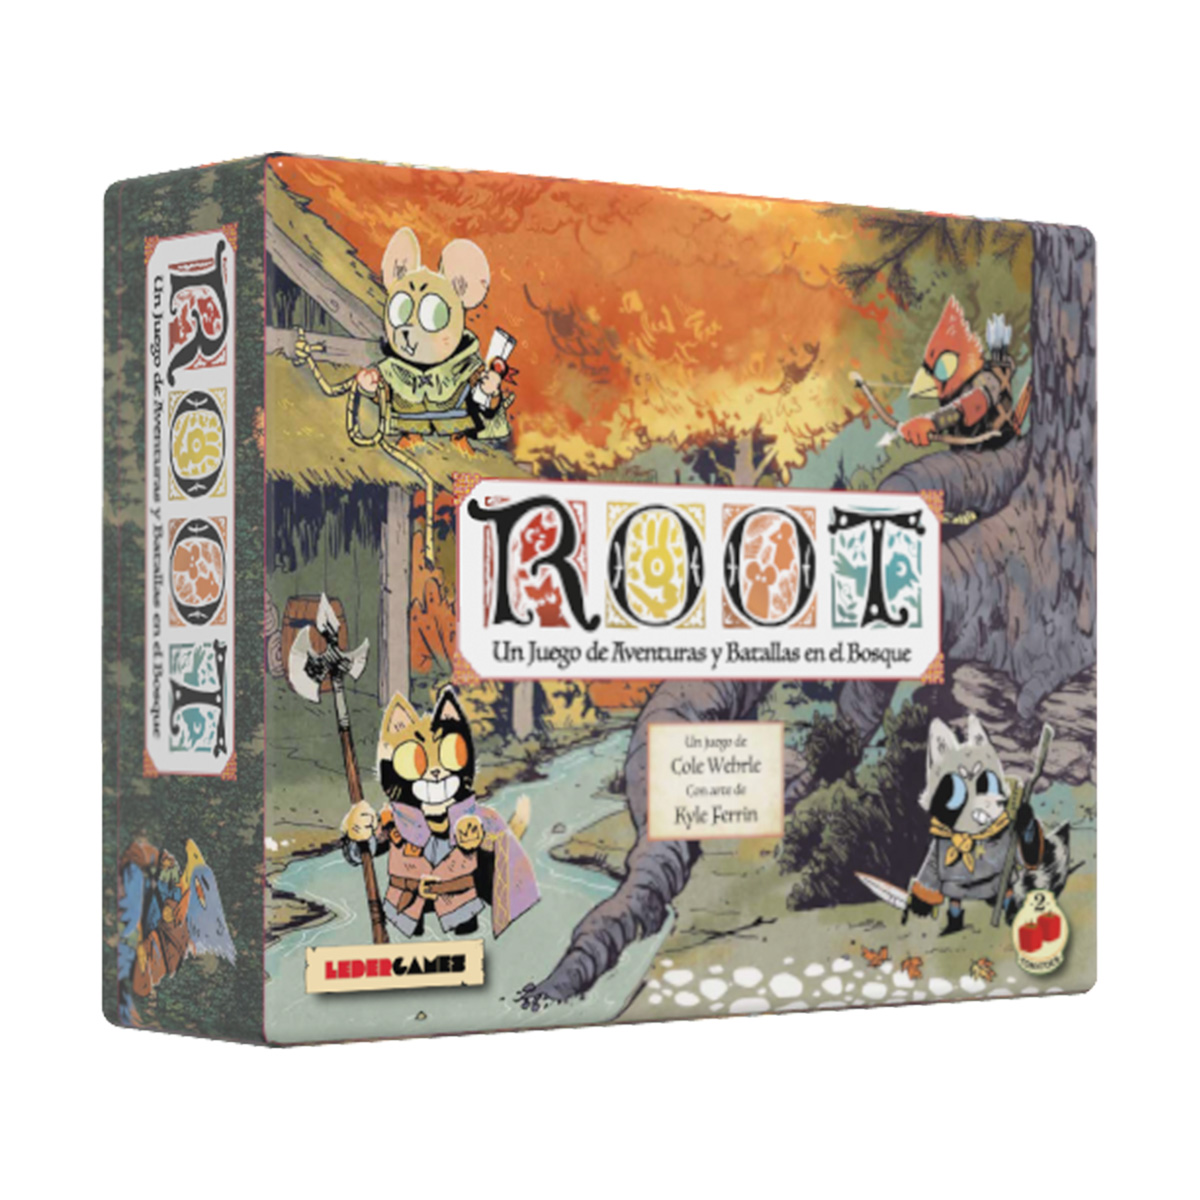 ROOT
Un Juego de Aventuras y Batallas en el Bosque
ROOT
Un Juego de Aventuras y Batallas en el Bosque
Un juego de
Cole Wehrle
Con arte de
Kyle Ferrin
LEDERGAMES
2